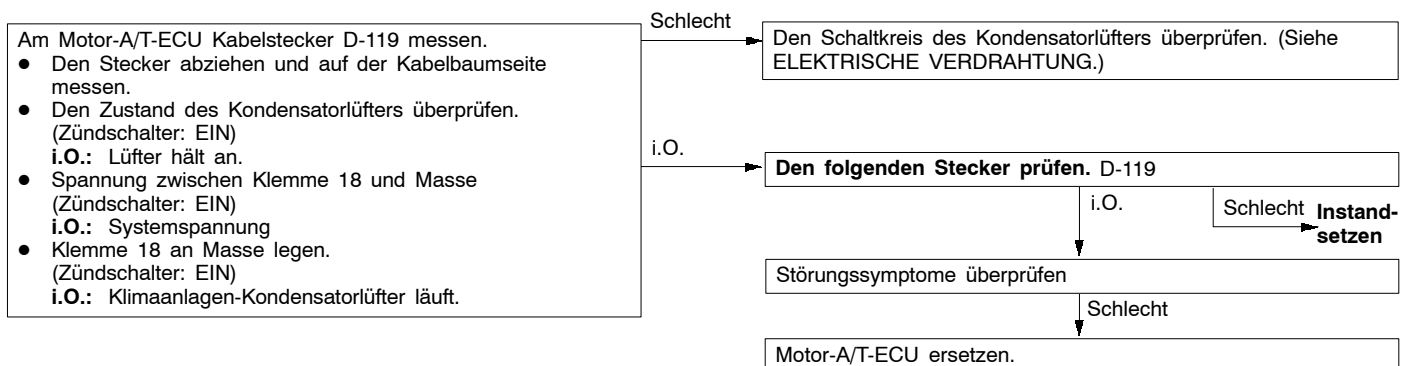 Am Motor-A/T-ECU Kabelstecker D-119 messen.
● Den Stecker abziehen und auf der Kabelbaumseite
messen.
● Den Zustand des Kondensatorlüfters überprüfen.
(Zündschalter: EIN)
i.O.: Lüfter hält an.
● Spannung zwischen Klemme 18 und Masse
(Zündschalter: EIN)
i.O.: Systemspannung
● Klemme 18 an Masse legen.
(Zündschalter: EIN)
i.O.: Klimaanlagen-Kondensatorlüfter läuft.
Schlecht
Den Schaltkreis des Kondensatorlüfters überprüfen. (Siehe
ELEKTRISCHE VERDRAHTUNG.)
i.O.
Den folgenden Stecker prüfen. D-119
i.O.
Schlecht
Instand-
setzen
Störungssymptome überprüfen
Schlecht
Motor-A/T-ECU ersetzen.